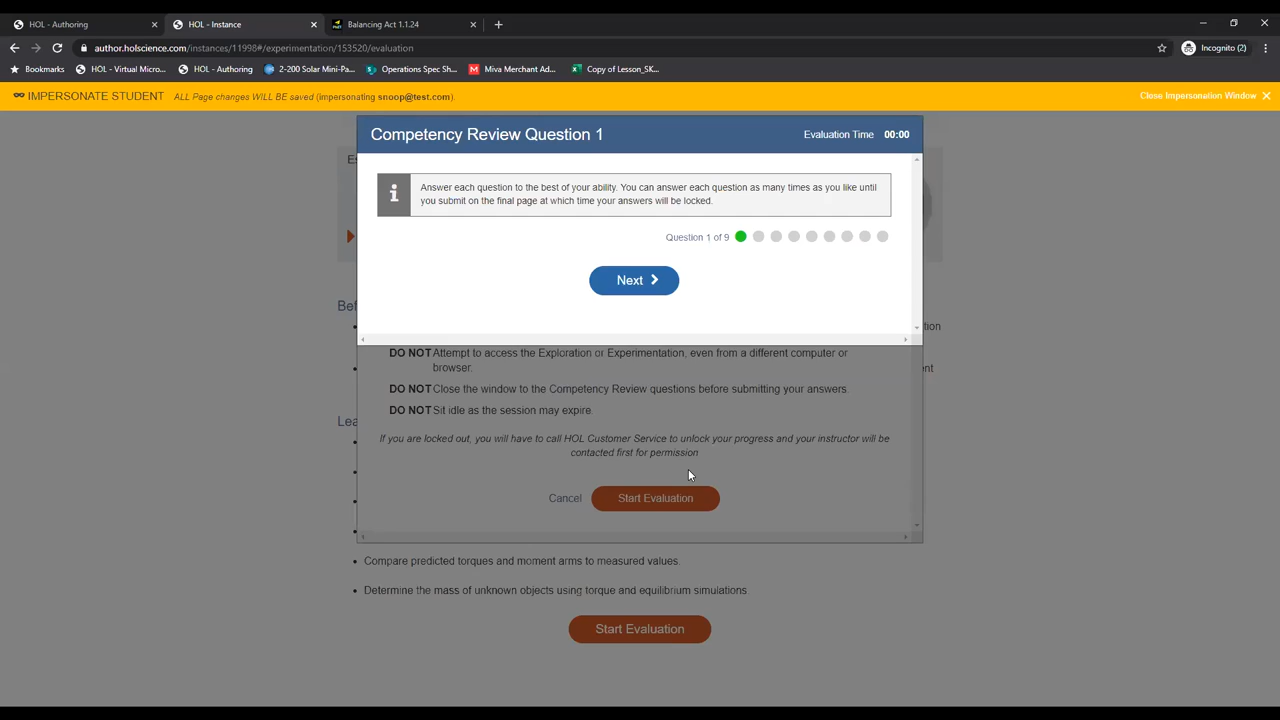 HOL - Authoring
HOL - Instance
Balancing Act 1.1.24
author.holscience.com/instances/11998#/experimentation/153520/evaluation
Incognito (2)
Bookmarks
HOL - Virtual Micro...
HOL - Authoring
2-200 Solar Mini-Pa...
Operations Spec Sh...
Miva Merchant Ad...
Copy of Lesson_SK...
IMPERSONATE STUDENT ALL Page changes WILL BE saved (impersonating snoop@test.com).
Close Impersonation Window
Competency Review Question 1
Evaluation Time 00:00
Answer each question to the best of your ability. You can answer each question as many times as you like until
you submit on the final page at which time your answers will be locked.
Question 1 of 9
Next
DO NOT Attempt to access the Exploration or Experimentation, even from a different computer or
browser.
DO NOT Close the window to the Competency Review questions before submitting your answers.
DO NOT Sit idle as the session may expire.
If you are locked out, you will have to call HOL Customer Service to unlock your progress and your instructor will be
contacted first for permission
Cancel
Start Evaluation
Compare predicted torques and moment arms to measured values.
Determine the mass of unknown objects using torque and equilibrium simulations.
Start Evaluation